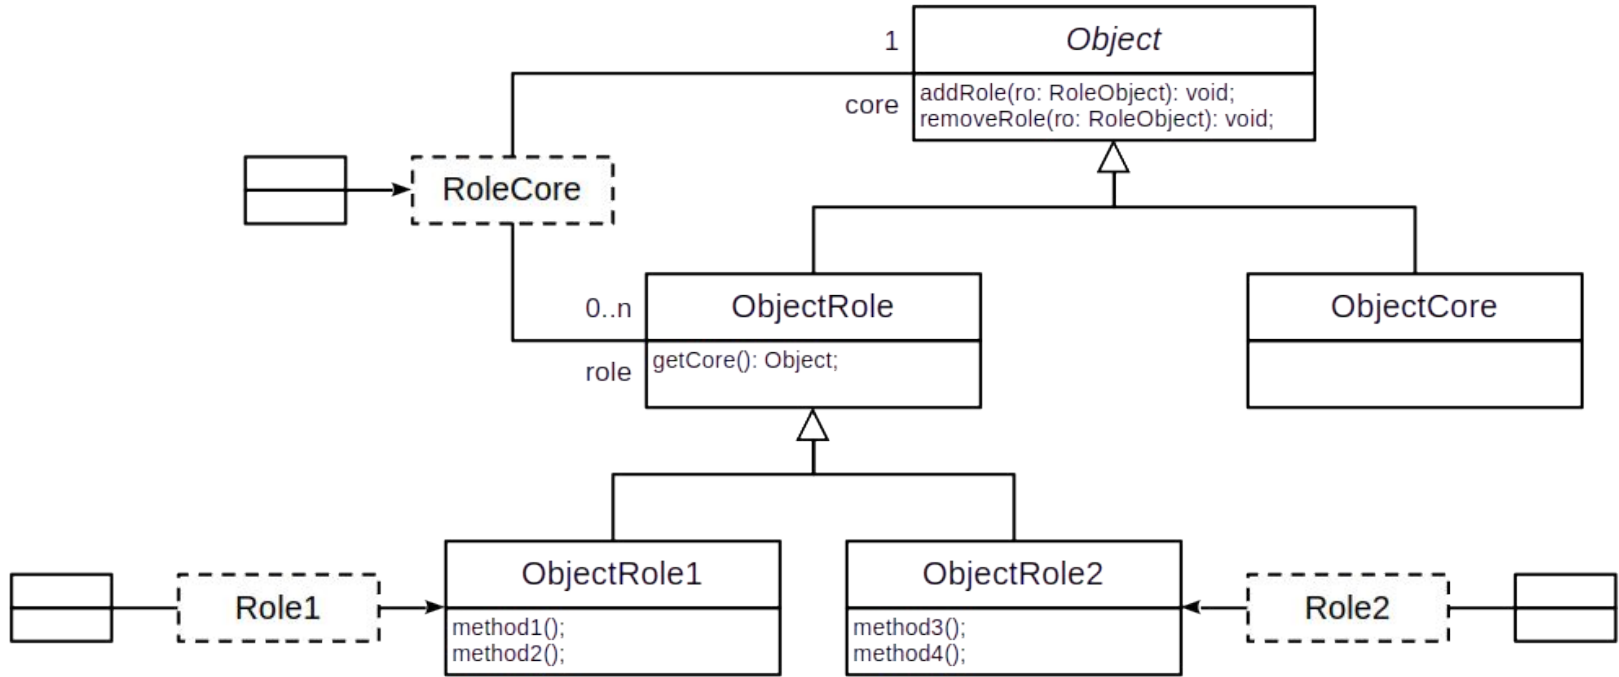 Object
1
addRole(ro: RoleObject): void;
core
removeRole(ro: RoleObject): void;
RoleCore
ObjectRole
ObjectCore
0..n
getCore(): Object;
role
ObjectRole1
ObjectRole2
Role1
Role2
method1();
method2();
method3();
method4();